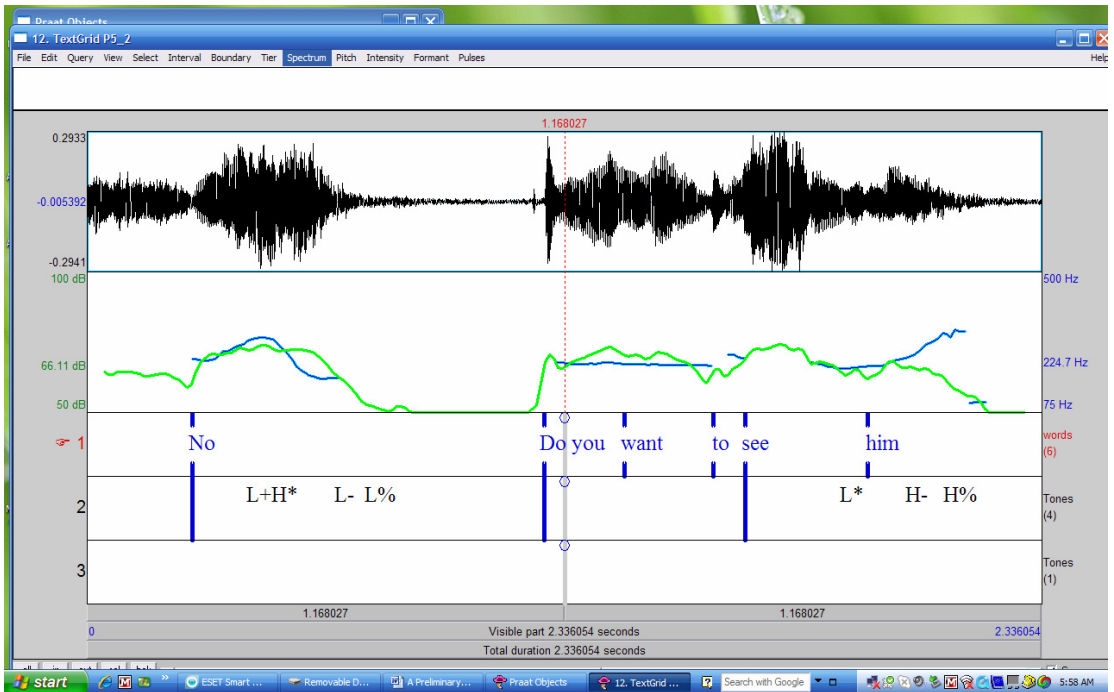 Praat Objects
12. TextGrid P5_2
File Edit Query View Select Interval Boundary Tier Spectrum Pitch Intensity Formant Pulses Help
1.168027
0.2933
-0.005392
-0.2941
100 dB 500 Hz
66.11 dB 224.7 Hz
50 dB 75 Hz
1 No Do you want to see him words (6)
2 L+H* L- L% L* H- H% Tones (4)
3 Tones (1)
1.168027 1.168027
0 Visible part 2.336054 seconds 2.336054
Total duration 2.336054 seconds
start ESET Smart ... Removable D... A Preliminary... Praat Objects 12. TextGrid ... Search with Google 5:58 AM